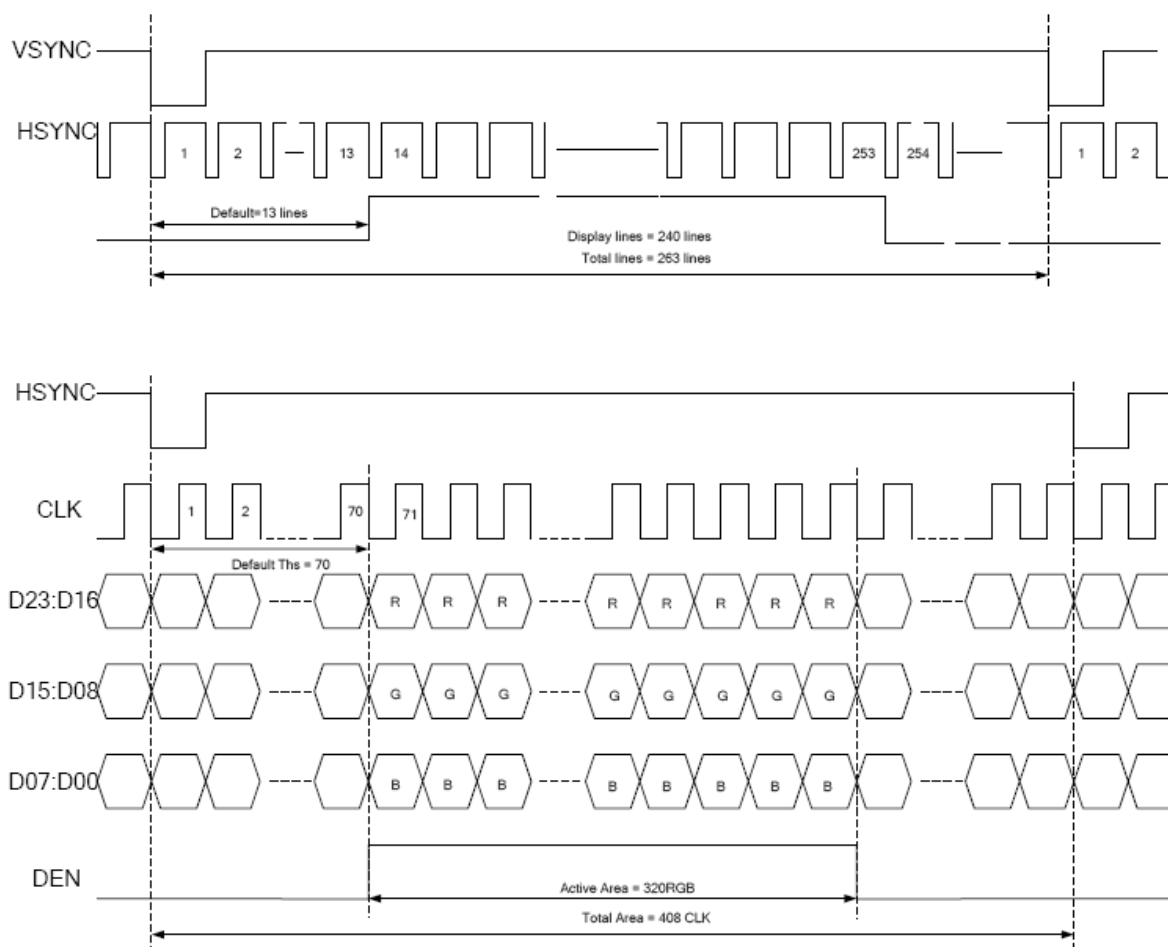 VSYNC
HSYNC
1 2 13 14 253 254 1 2
Default=13 lines
Display lines = 240 lines
Total lines = 263 lines
HSYNC
CLK
1 2 70 71
Default Ths = 70
D23:D16
R R R R R R R R
D15:D08
G G G G G G G G
D07:D00
B B B B B B B B
DEN
Active Area = 320RGB
Total Area = 408 CLK